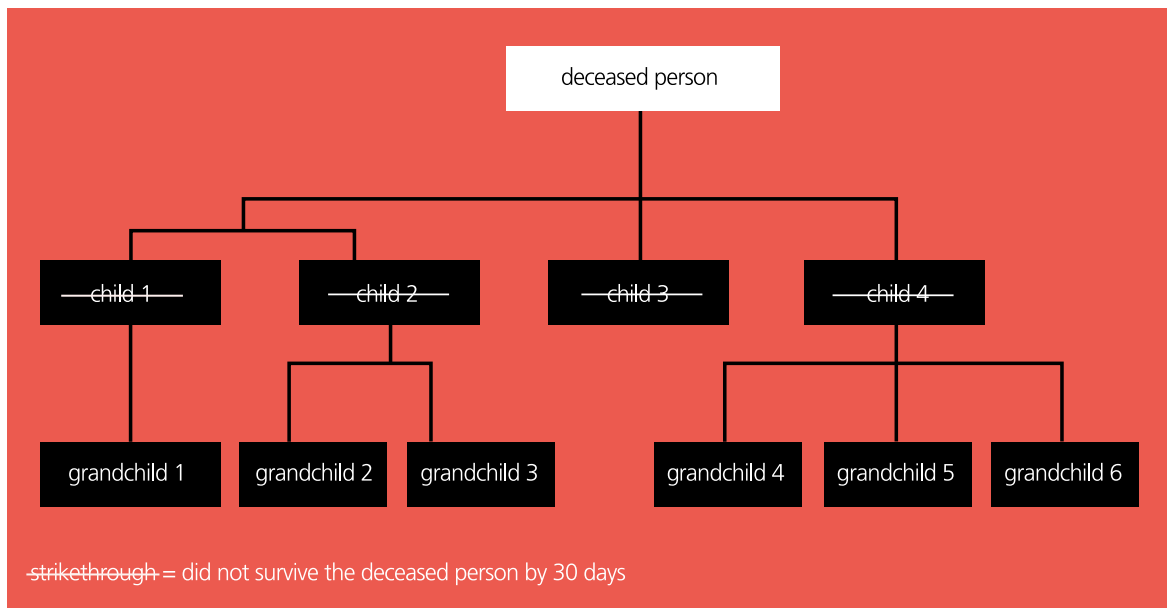 deceased person
child 1
child 2
child 3
child 4
grandchild 1
grandchild 2
grandchild 3
grandchild 4
grandchild 5
grandchild 6
strikethrough = did not survive the deceased person by 30 days